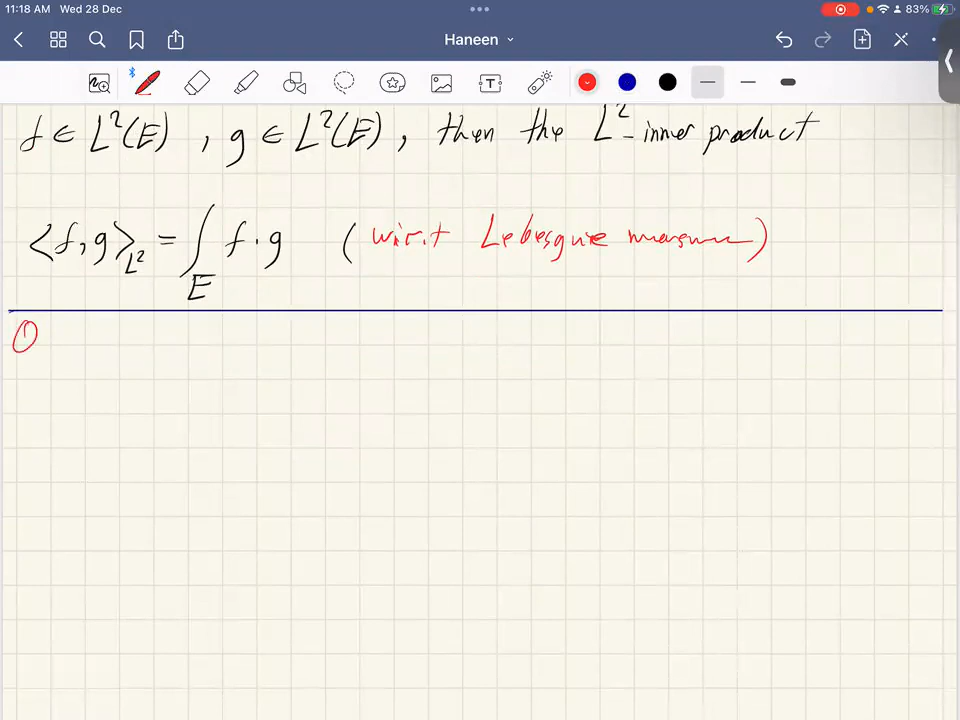 11:18 AM Wed 28 Dec
83%
Haneen
T
f ∈ L²(E) , g ∈ L²(E) , then the L² - inner product
<f,g>_L² = ∫_E f · g ( w.r.t Lebesgue measure )
①